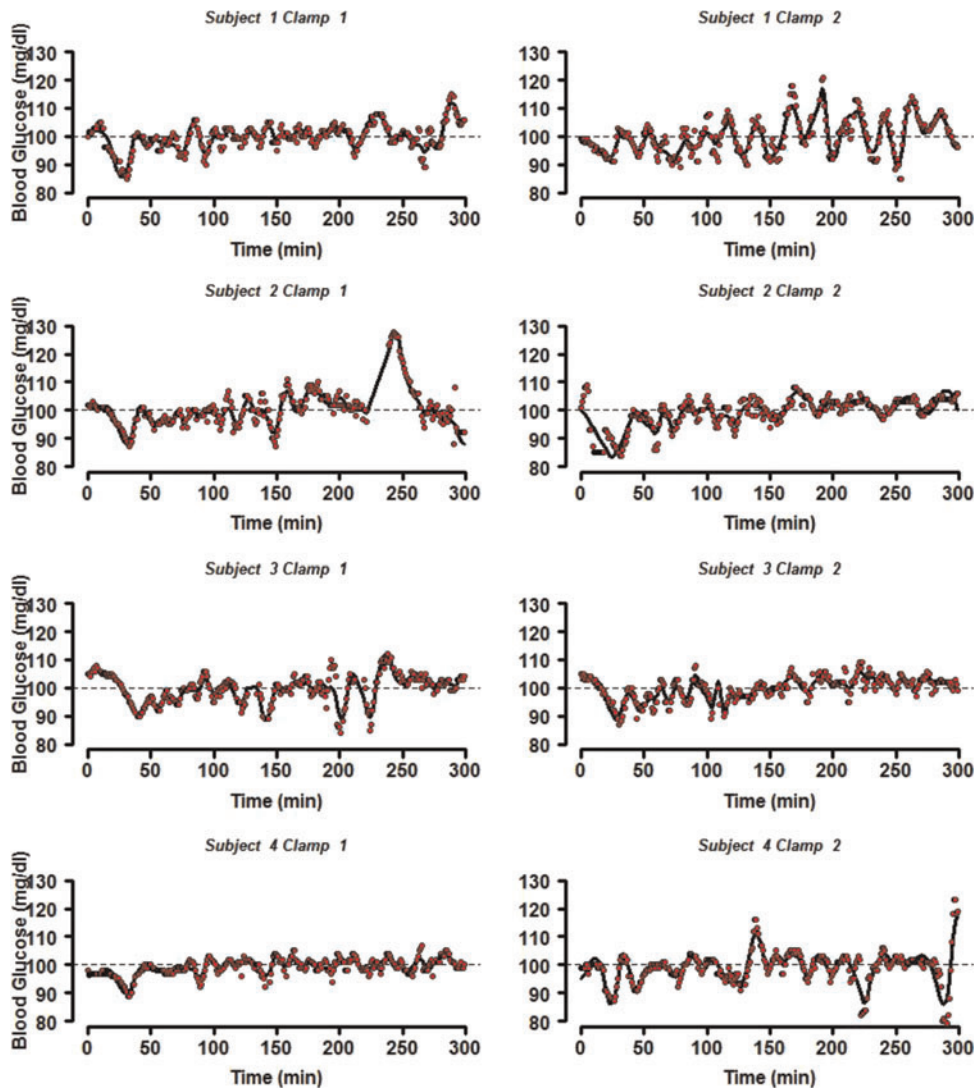 Subject 1 Clamp 1
Subject 1 Clamp 2
Blood Glucose (mg/dl)
130
120
110
100
90
80
0 50 100 150 200 250 300
Time (min)
130
120
110
100
90
80
0 50 100 150 200 250 300
Time (min)
Subject 2 Clamp 1
Subject 2 Clamp 2
Blood Glucose (mg/dl)
130
120
110
100
90
80
0 50 100 150 200 250 300
Time (min)
130
120
110
100
90
80
0 50 100 150 200 250 300
Time (min)
Subject 3 Clamp 1
Subject 3 Clamp 2
Blood Glucose (mg/dl)
130
120
110
100
90
80
0 50 100 150 200 250 300
Time (min)
130
120
110
100
90
80
0 50 100 150 200 250 300
Time (min)
Subject 4 Clamp 1
Subject 4 Clamp 2
Blood Glucose (mg/dl)
130
120
110
100
90
80
0 50 100 150 200 250 300
Time (min)
130
120
110
100
90
80
0 50 100 150 200 250 300
Time (min)